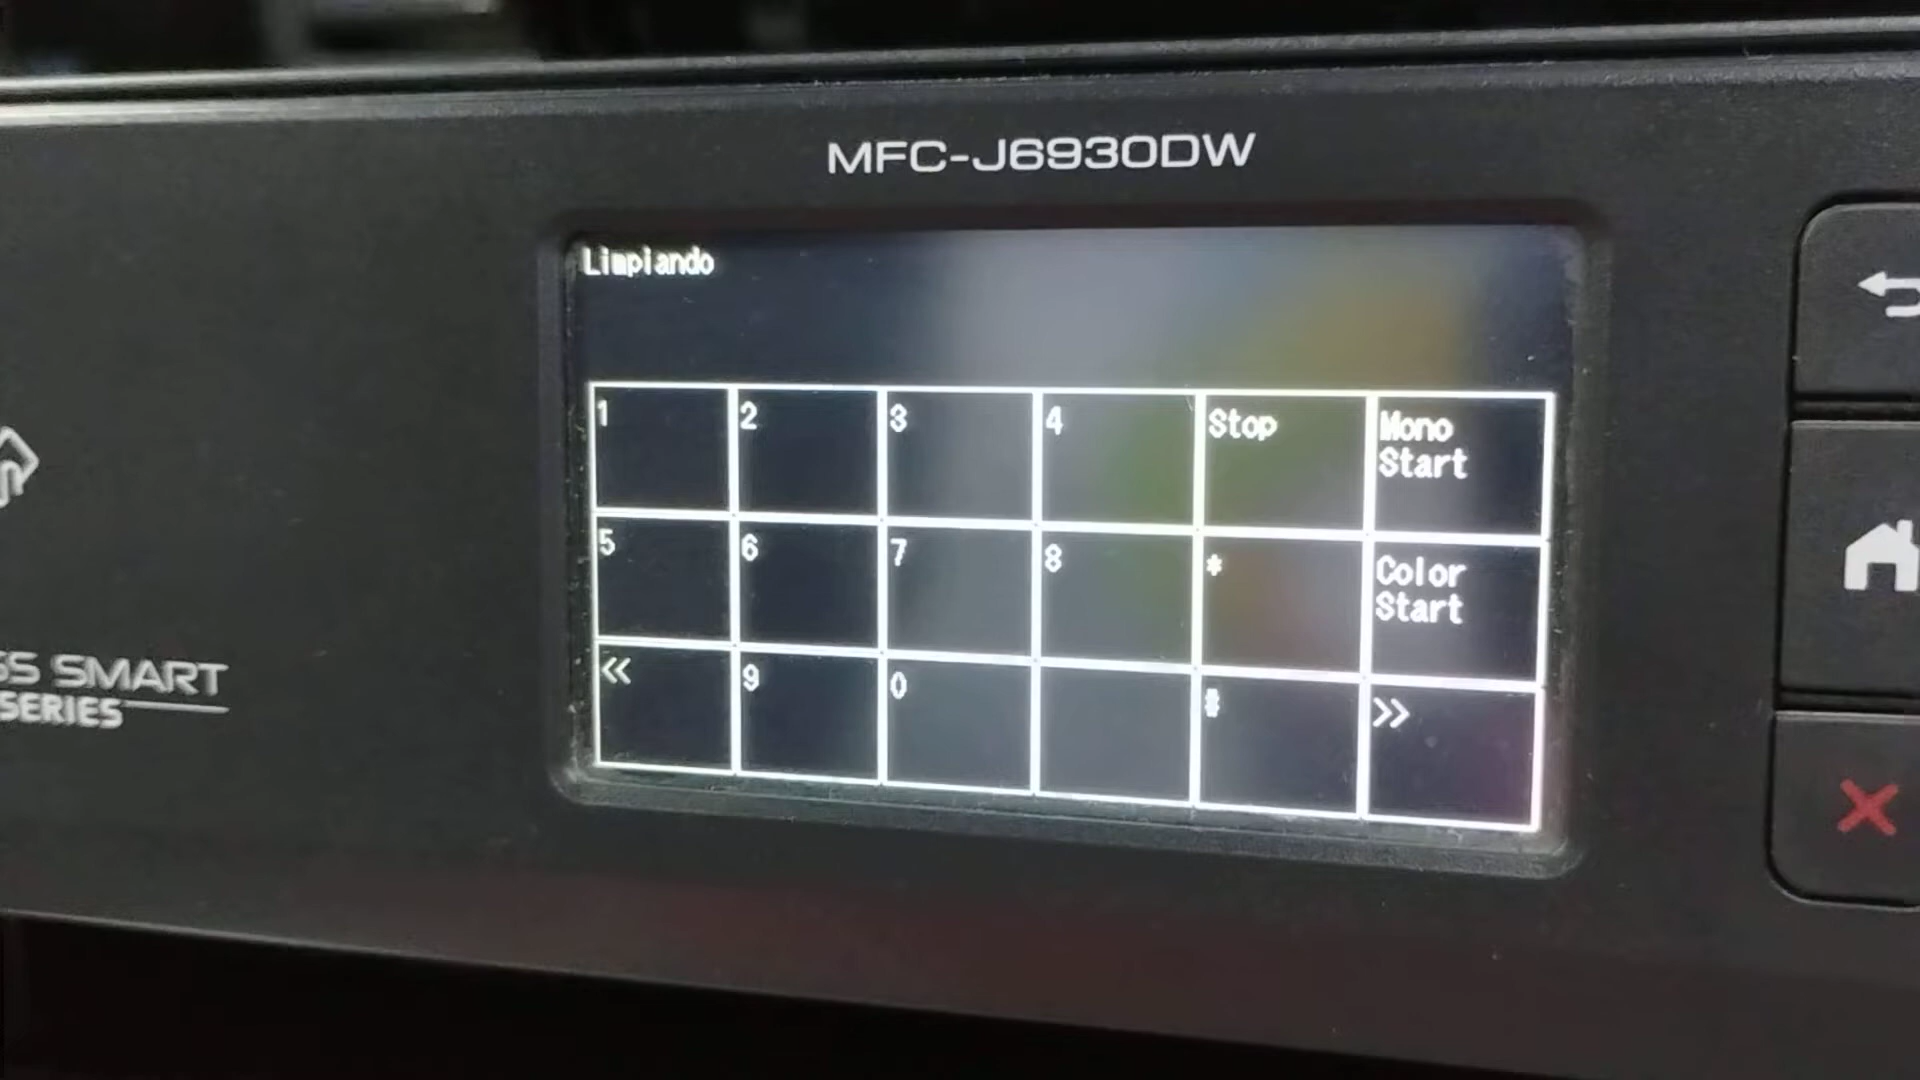 MFC-J6930DW
Limpiando
1 2 3 4 Stop Mono Start
5 6 7 8 * Color Start
<< 9 0 # >>
SS SMART
SERIES